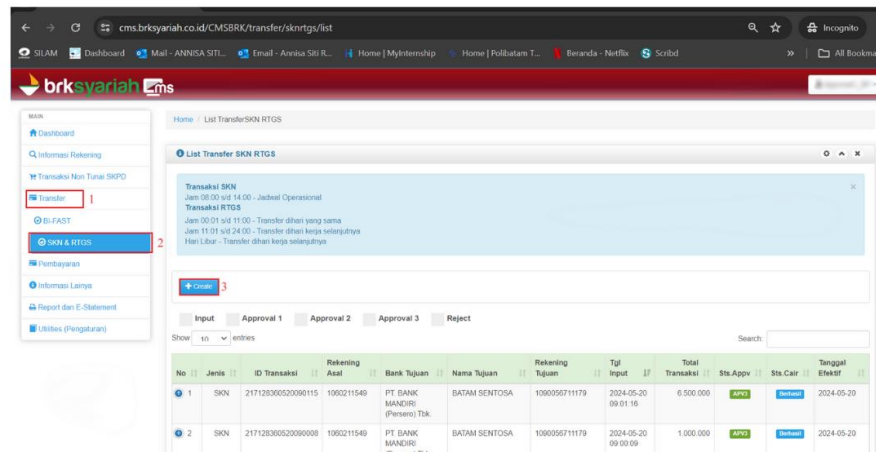 cms.brksyariah.co.id/CMSBRK/transfer/sknrtgs/list
Incognito
SILAM
Dashboard
Mail - ANNISA SITI...
Email - Annisa Siti R...
Home | MyInternship
Home | Polibatam T...
Beranda - Netflix
Scribd
»
All Bookma
brksyariah Cms
MAIN
Dashboard
Informasi Rekening
Transaksi Non Tunai SKPD
Transfer
1
BI-FAST
SKN & RTGS
2
Pembayaran
Informasi Lainya
Report dan E-Statement
Utilities (Pengaturan)
Home / List TransferSKN RTGS
List Transfer SKN RTGS
Transaksi SKN
Jam 08:00 s/d 14:00 - Jadwal Operasional
Transaksi RTGS
Jam 00:01 s/d 11:00 - Transfer dihari yang sama
Jam 11:01 s/d 24:00 - Transfer dihari kerja selanjutnya
Hari Libur - Transfer dihari kerja selanjutnya
+ Create
3
Input Approval 1 Approval 2 Approval 3 Reject
Show 10 entries
Search:
No Jenis ID Transaksi Rekening Asal Bank Tujuan Nama Tujuan Rekening Tujuan Tgl Input Total Transaksi Sts.Appv Sts.Cair Tanggal Efektif
1 SKN 217128360520090115 1060211549 PT. BANK MANDIRI (Persero) Tbk. BATAM SENTOSA 1090056711179 2024-05-20 09:01:16 6.500.000 APV3 Berhasil 2024-05-20
2 SKN 217128360520090008 1060211549 PT. BANK MANDIRI BATAM SENTOSA 1090056711179 2024-05-20 09:00:09 1.000.000 APV3 Berhasil 2024-05-20